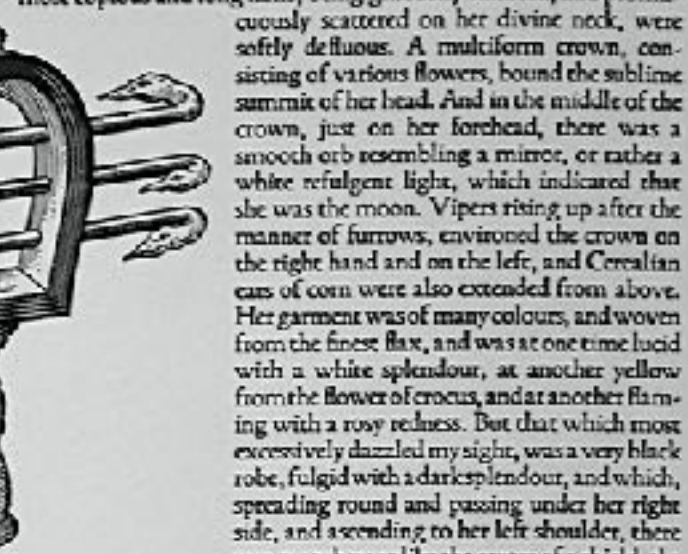 cuously scattered on her divine neck, were
softly defluous. A multiform crown, con-
sisting of various flowers, bound the sublime
summit of her head. And in the middle of the
crown, just on her forehead, there was a
smooth orb resembling a mirror, or rather a
white refulgent light, which indicated that
she was the moon. Vipers rising up after the
manner of furrows, environed the crown on
the right hand and on the left, and Cerealian
ears of corn were also extended from above.
Her garment was of many colours, and woven
from the finest flax, and was at one time lucid
with a white splendour, at another yellow
from the flower of crocus, and at another flam-
ing with a rosy redness. But that which most
excessively dazzled my sight, was a very black
robe, fulgid with a dark splendour, and which,
spreading round and passing under her right
side, and ascending to her left shoulder, there